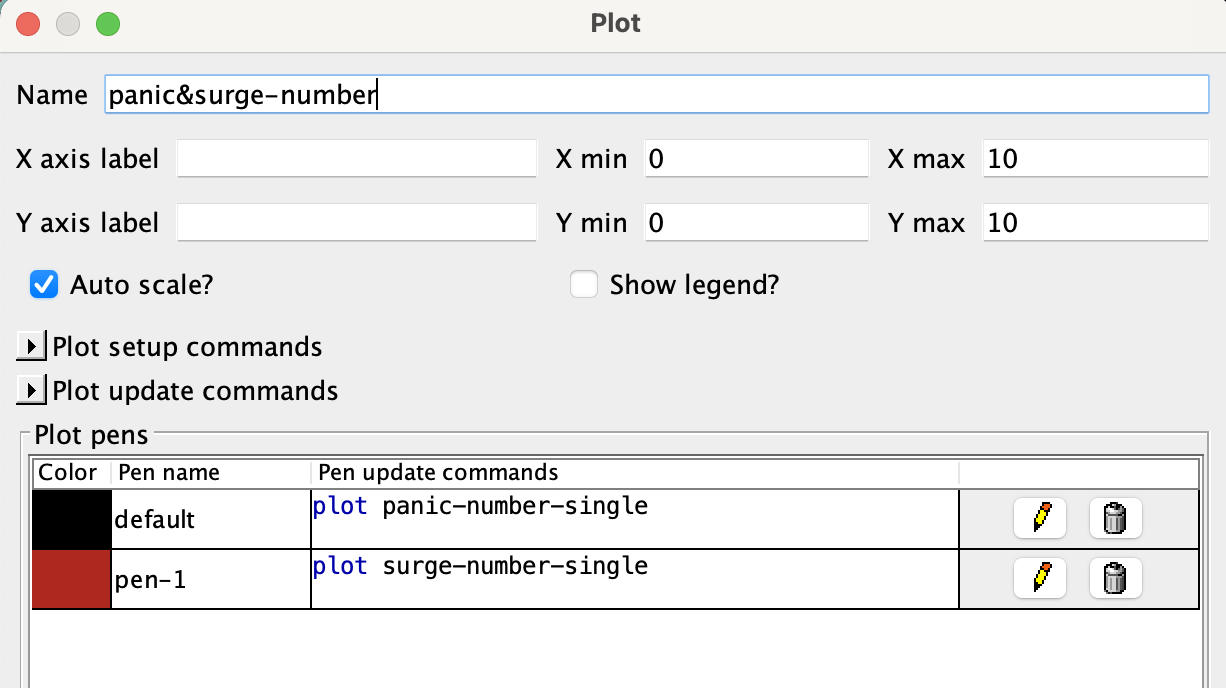 Plot
Name panic&surge-number
X axis label X min 0 X max 10
Y axis label Y min 0 Y max 10
Auto scale? Show legend?
Plot setup commands
Plot update commands
Plot pens
Color Pen name Pen update commands
default plot panic-number-single
pen-1 plot surge-number-single